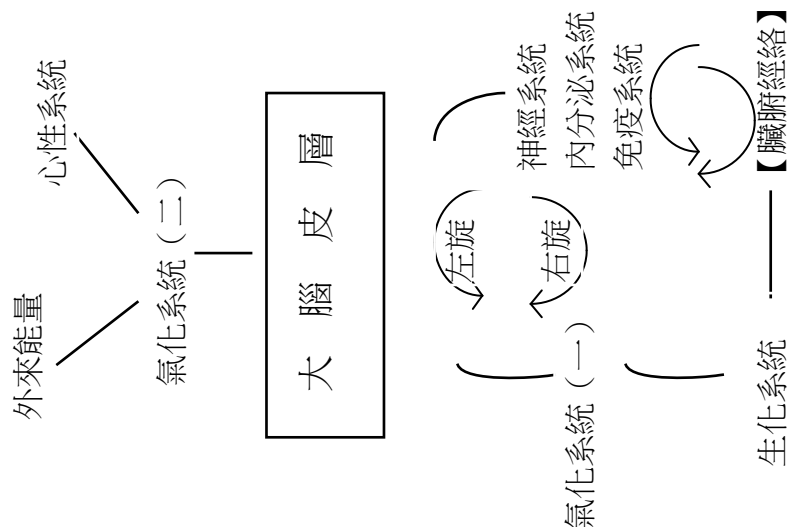 外來能量
心性系統
氣化系統（二）
大腦皮層
左旋
右旋
神經系統
內分泌系統
免疫系統
氣化系統（一）
【臟腑經絡】
生化系統